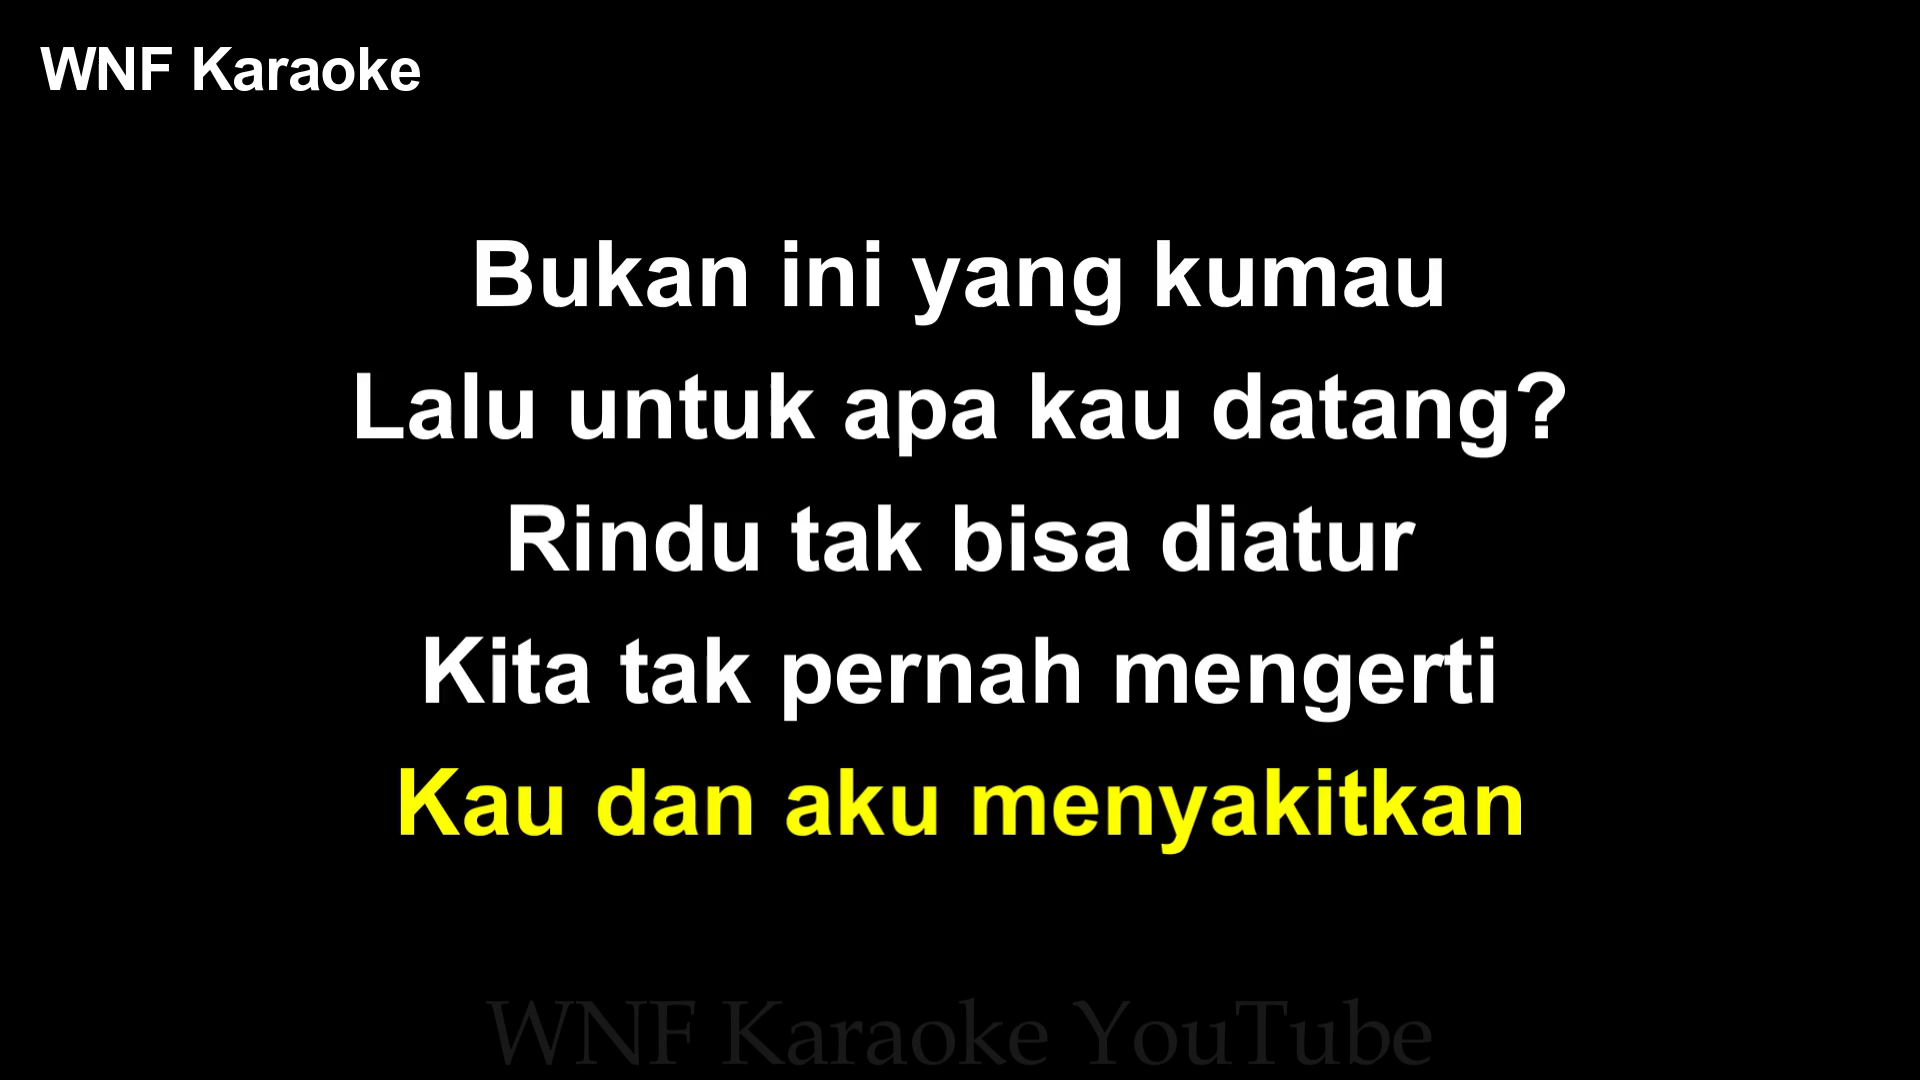 WNF Karaoke
Bukan ini yang kumau
Lalu untuk apa kau datang?
Rindu tak bisa diatur
Kita tak pernah mengerti
Kau dan aku menyakitkan
WNF Karaoke YouTube